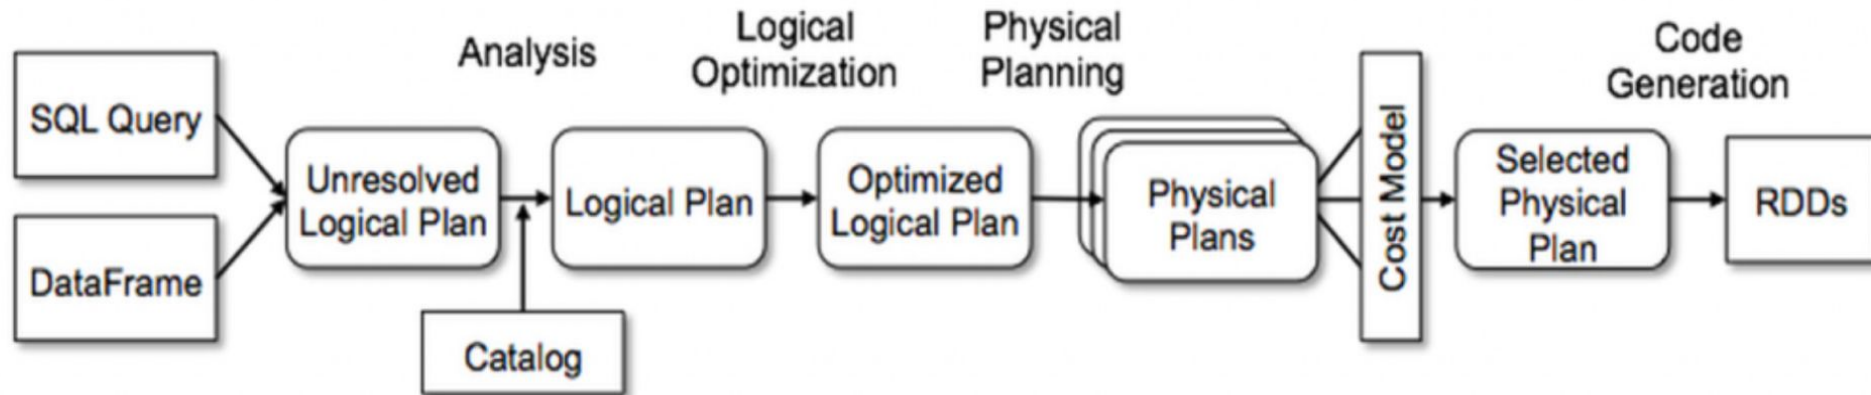 Analysis
Logical
Optimization
Physical
Planning
Code
Generation
SQL Query
DataFrame
Unresolved
Logical Plan
Catalog
Logical Plan
Optimized
Logical Plan
Physical
Plans
Cost Model
Selected
Physical
Plan
RDDs